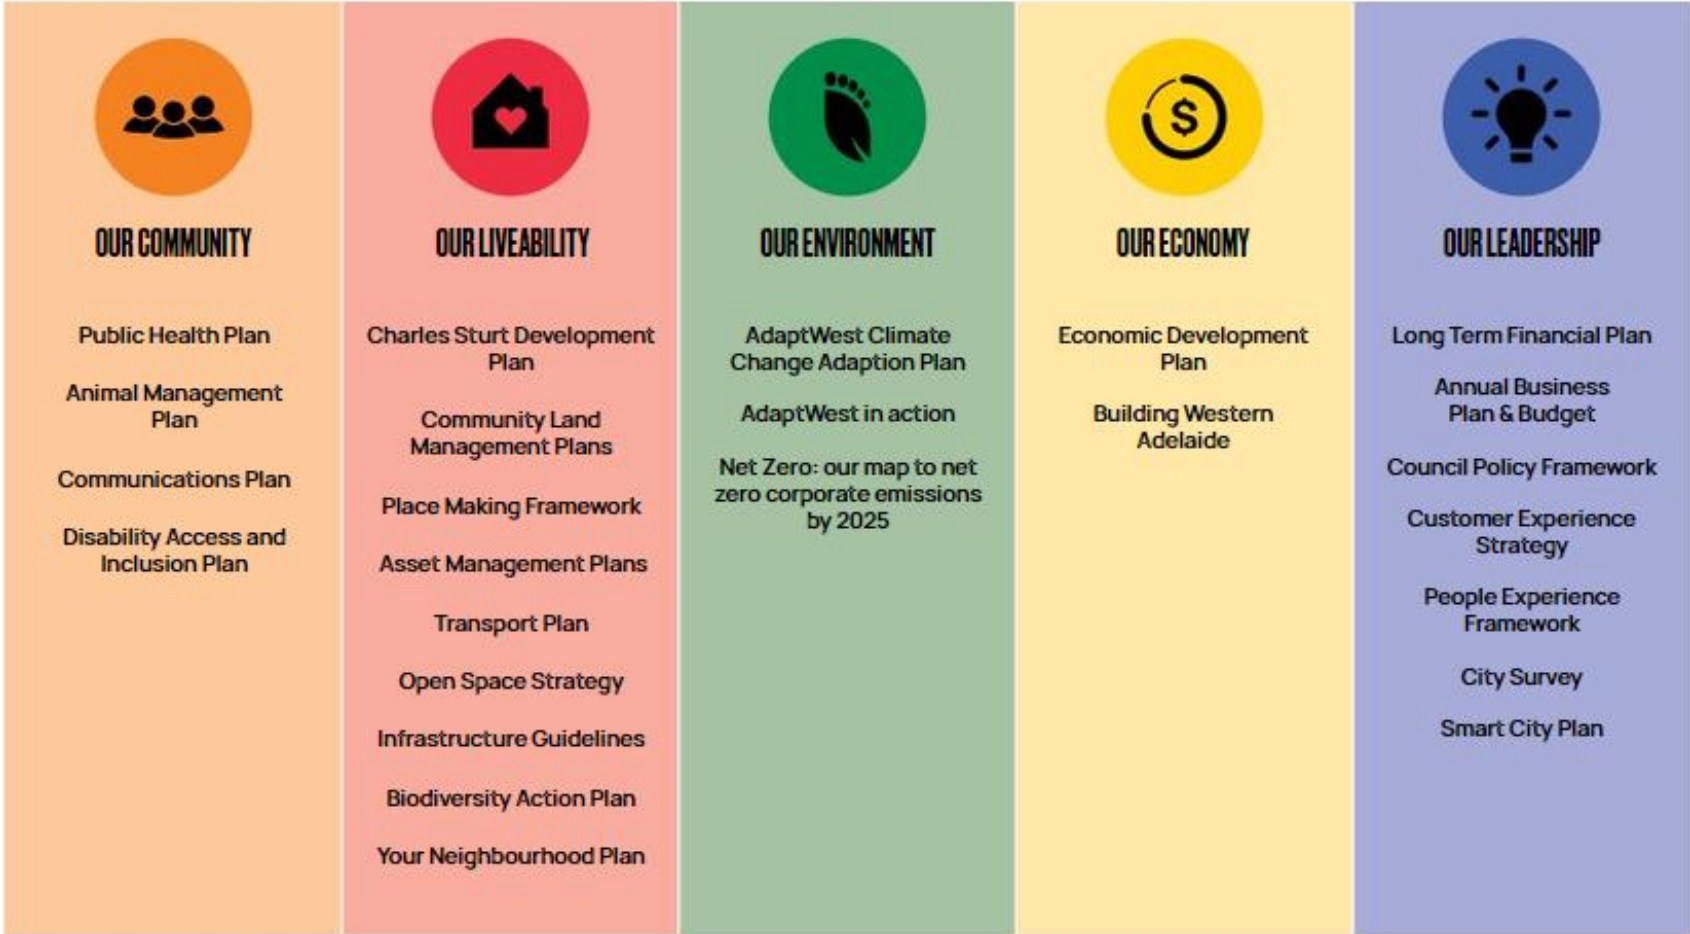 OUR COMMUNITY
Public Health Plan
Animal Management
Plan
Communications Plan
Disability Access and
Inclusion Plan
OUR LIVEABILITY
Charles Sturt Development
Plan
Community Land
Management Plans
Place Making Framework
Asset Management Plans
Transport Plan
Open Space Strategy
Infrastructure Guidelines
Biodiversity Action Plan
Your Neighbourhood Plan
OUR ENVIRONMENT
AdaptWest Climate
Change Adaption Plan
AdaptWest in action
Net Zero: our map to net
zero corporate emissions
by 2025
$
OUR ECONOMY
Economic Development
Plan
Building Western
Adelaide
OUR LEADERSHIP
Long Term Financial Plan
Annual Business
Plan & Budget
Council Policy Framework
Customer Experience
Strategy
People Experience
Framework
City Survey
Smart City Plan